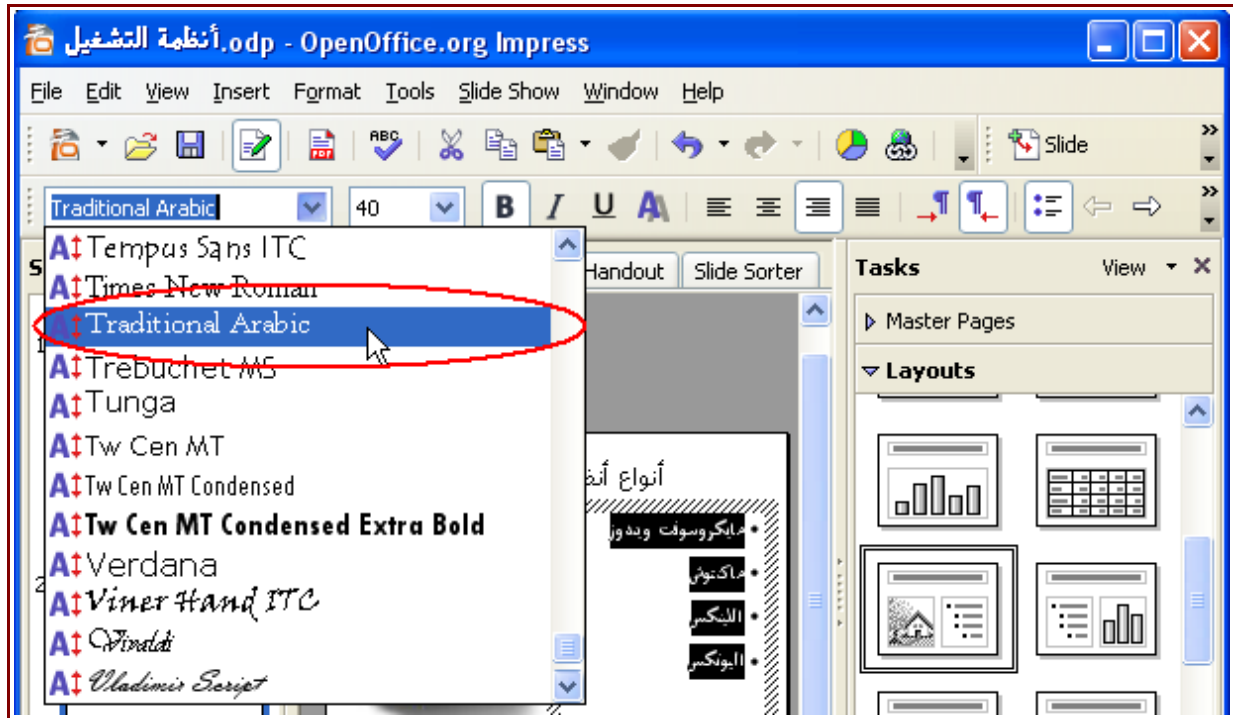 أنظمة التشغيل.odp - OpenOffice.org Impress
File Edit View Insert Format Tools Slide Show Window Help
ABC Slide
Traditional Arabic 40 B I U A
Tempus Sans ITC
Handout Slide Sorter
Tasks View
Times New Roman
Traditional Arabic
Master Pages
Trebuchet MS
Layouts
Tunga
Tw Cen MT
Tw Cen MT Condensed
أنواع
Tw Cen MT Condensed Extra Bold
• مايكروسوفت ويندوز
Verdana
• ماكنتوش
Viner Hand ITC
• اللينكس
Vivaldi
• اليونكس
Vladimir Script